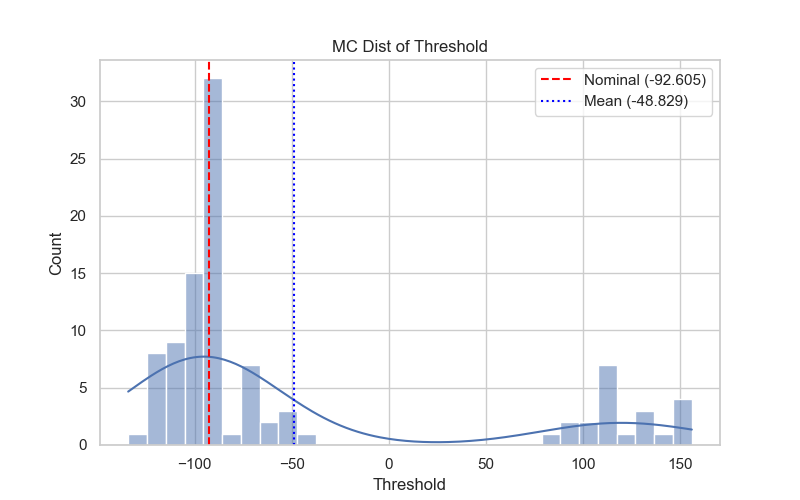 MC Dist of Threshold
Nominal (-92.605)
Mean (-48.829)
Count
30
25
20
15
10
5
0
−100
−50
0
50
100
150
Threshold